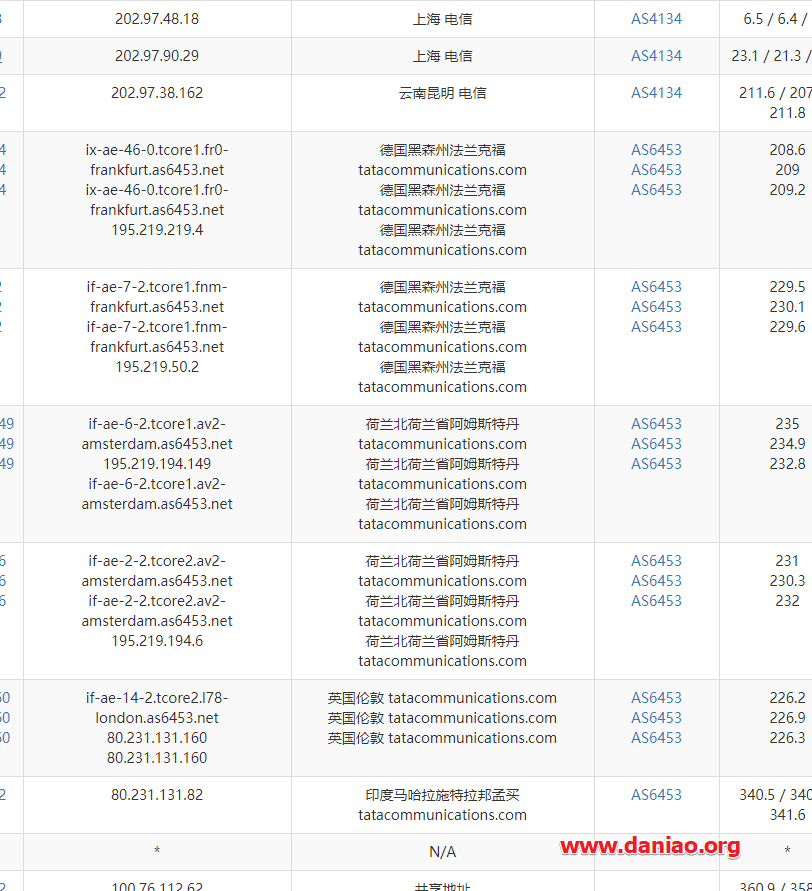 202.97.48.18 上海 电信 AS4134 6.5 / 6.4 /
202.97.90.29 上海 电信 AS4134 23.1 / 21.3 /
2 202.97.38.162 云南昆明 电信 AS4134 211.6 / 207
211.8
4 ix-ae-46-0.tcore1.fr0- 德国黑森州法兰克福 AS6453 208.6
4 frankfurt.as6453.net tatacommunications.com AS6453 209
4 ix-ae-46-0.tcore1.fr0- 德国黑森州法兰克福 AS6453 209.2
frankfurt.as6453.net tatacommunications.com
195.219.219.4 德国黑森州法兰克福
tatacommunications.com
2 if-ae-7-2.tcore1.fnm- 德国黑森州法兰克福 AS6453 229.5
2 frankfurt.as6453.net tatacommunications.com AS6453 230.1
2 if-ae-7-2.tcore1.fnm- 德国黑森州法兰克福 AS6453 229.6
frankfurt.as6453.net tatacommunications.com
195.219.50.2 德国黑森州法兰克福
tatacommunications.com
49 if-ae-6-2.tcore1.av2- 荷兰北荷兰省阿姆斯特丹 AS6453 235
49 amsterdam.as6453.net tatacommunications.com AS6453 234.9
49 195.219.194.149 荷兰北荷兰省阿姆斯特丹 AS6453 232.8
if-ae-6-2.tcore1.av2- tatacommunications.com
amsterdam.as6453.net 荷兰北荷兰省阿姆斯特丹
tatacommunications.com
6 if-ae-2-2.tcore2.av2- 荷兰北荷兰省阿姆斯特丹 AS6453 231
6 amsterdam.as6453.net tatacommunications.com AS6453 230.3
6 if-ae-2-2.tcore2.av2- 荷兰北荷兰省阿姆斯特丹 AS6453 232
amsterdam.as6453.net tatacommunications.com
195.219.194.6 荷兰北荷兰省阿姆斯特丹
tatacommunications.com
60 if-ae-14-2.tcore2.l78- 英国伦敦 tatacommunications.com AS6453 226.2
60 london.as6453.net 英国伦敦 tatacommunications.com AS6453 226.9
60 80.231.131.160 英国伦敦 tatacommunications.com AS6453 226.3
80.231.131.160
2 80.231.131.82 印度马哈拉施特拉邦孟买 AS6453 340.5 / 340
tatacommunications.com 341.6
* N/A *
www.daniao.org
100.76.112.62 共享地址 360.9 / 358